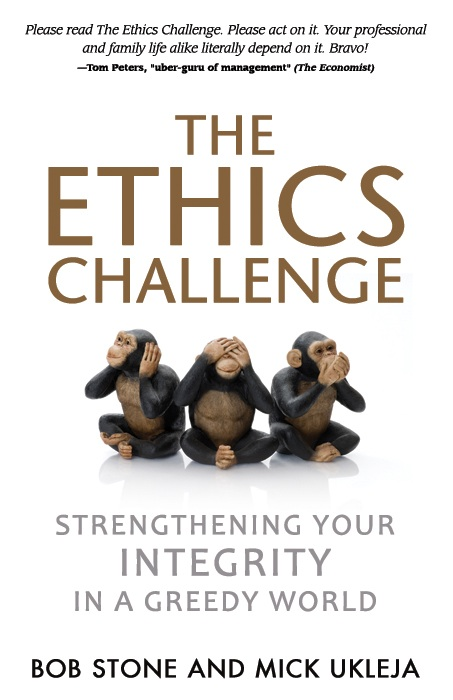 Please read The Ethics Challenge. Please act on it. Your professional
and family life alike literally depend on it. Bravo!
—Tom Peters, "uber-guru of management" (The Economist)
THE
ETHICS
CHALLENGE
STRENGTHENING YOUR
INTEGRITY
IN A GREEDY WORLD
BOB STONE AND MICK UKLEJA